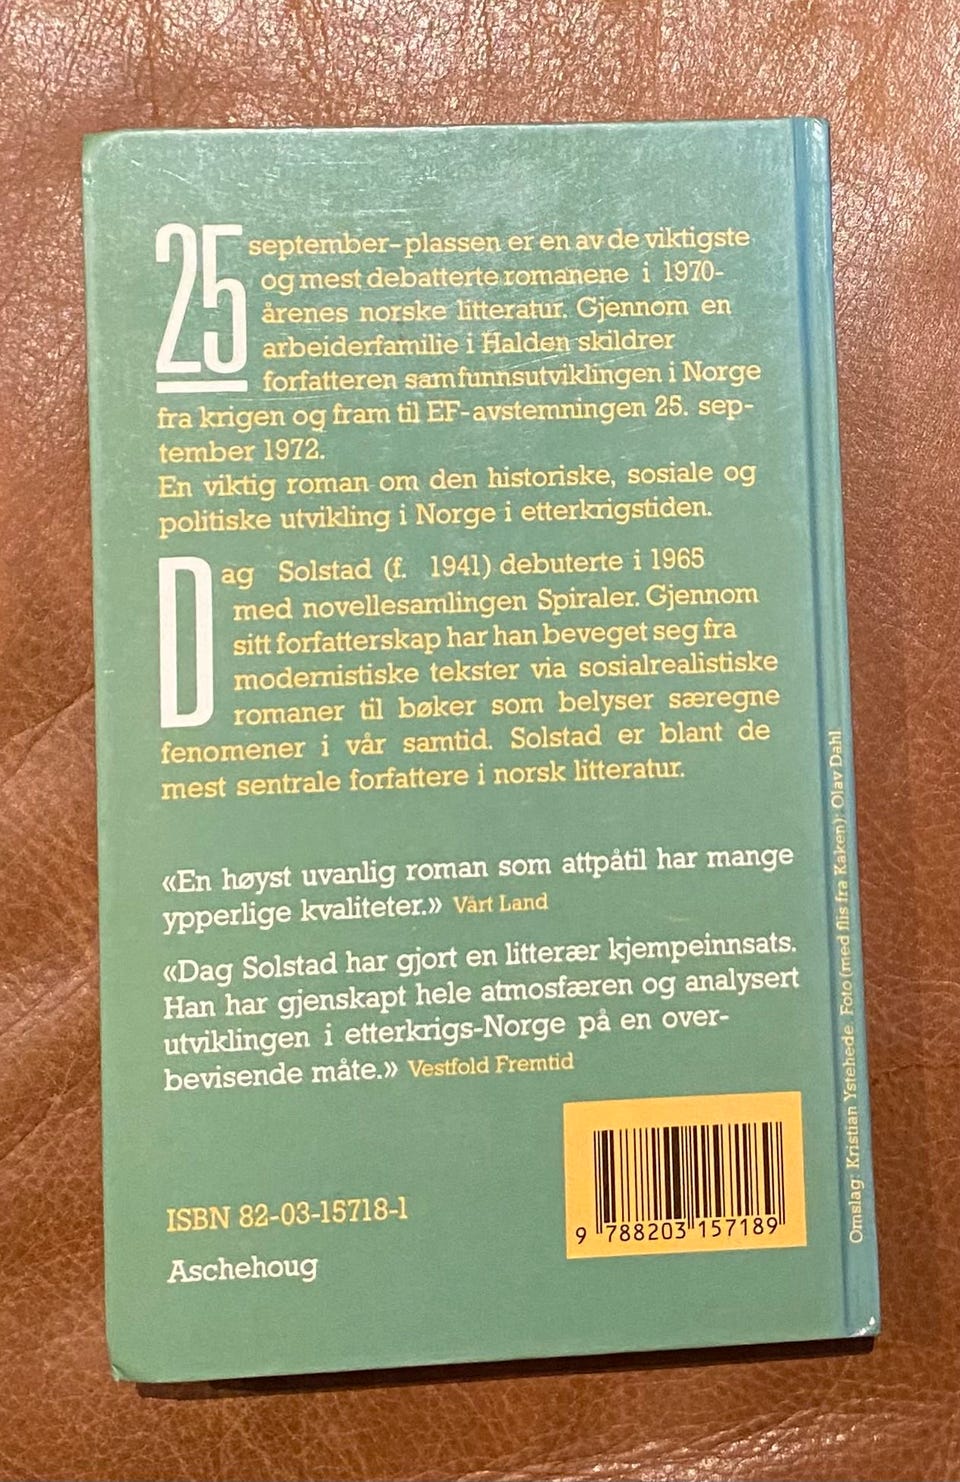 25 september-plassen er en av de viktigste
og mest debatterte romanene i 1970-
årenes norske litteratur. Gjennom en
arbeiderfamilie i Halden skildrer
forfatteren samfunnsutviklingen i Norge
fra krigen og fram til EF-avstemningen 25. sep-
tember 1972.
En viktig roman om den historiske, sosiale og
politiske utvikling i Norge i etterkrigstiden.
Dag Solstad (f. 1941) debuterte i 1965
med novellesamlingen Spiraler. Gjennom
sitt forfatterskap har han beveget seg fra
modernistiske tekster via sosialrealistiske
romaner til bøker som belyser særegne
fenomener i vår samtid. Solstad er blant de
mest sentrale forfattere i norsk litteratur.
«En høyst uvanlig roman som attpåtil har mange
ypperlige kvaliteter.» Vårt Land
«Dag Solstad har gjort en litterær kjempeinnsats.
Han har gjenskapt hele atmosfæren og analysert
utviklingen i etterkrigs-Norge på en over-
bevisende måte.» Vestfold Fremtid
ISBN 82-03-15718-1
Aschehoug
9 788203 157189
Omslag: Kristian Ystehede. Foto (med flis fra Kaken): Olav Dahl